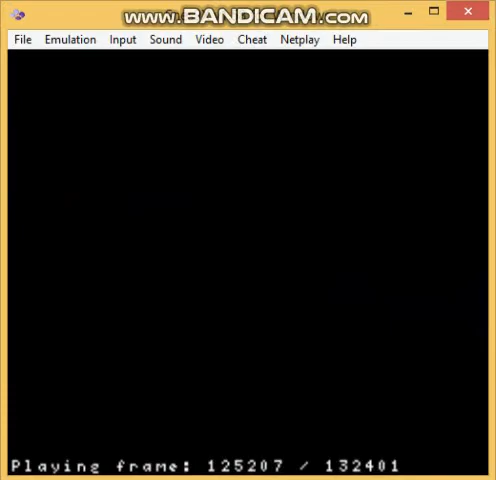 www.BANDICAM.com
File Emulation Input Sound Video Cheat Netplay Help
Playing frame: 125207 / 132401